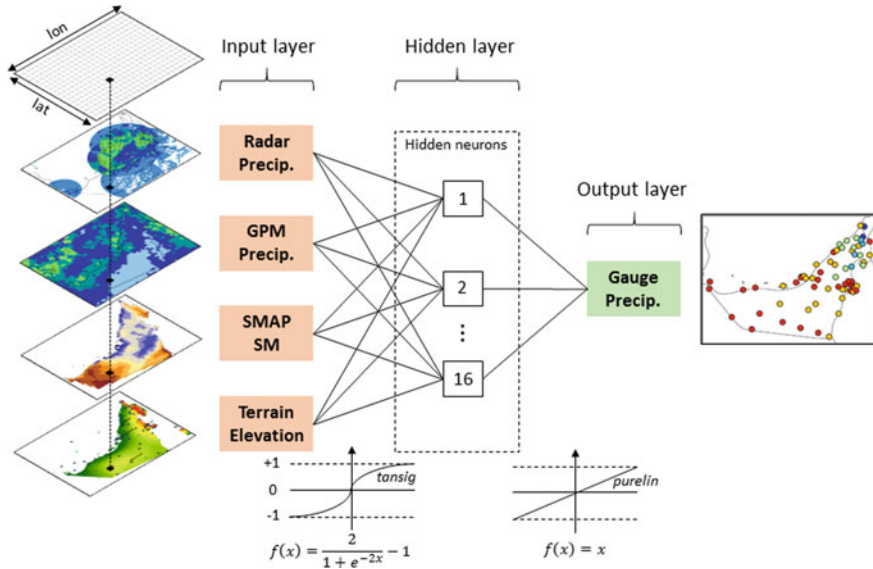 lon
lat
Input layer
Hidden layer
Radar
Precip.
GPM
Precip.
SMAP
SM
Terrain
Elevation
Hidden neurons
1
2
⋮
16
Output layer
Gauge
Precip.
+1
0
-1
tansig
f(x) = 2/(1 + e^{-2x}) − 1
purelin
f(x) = x